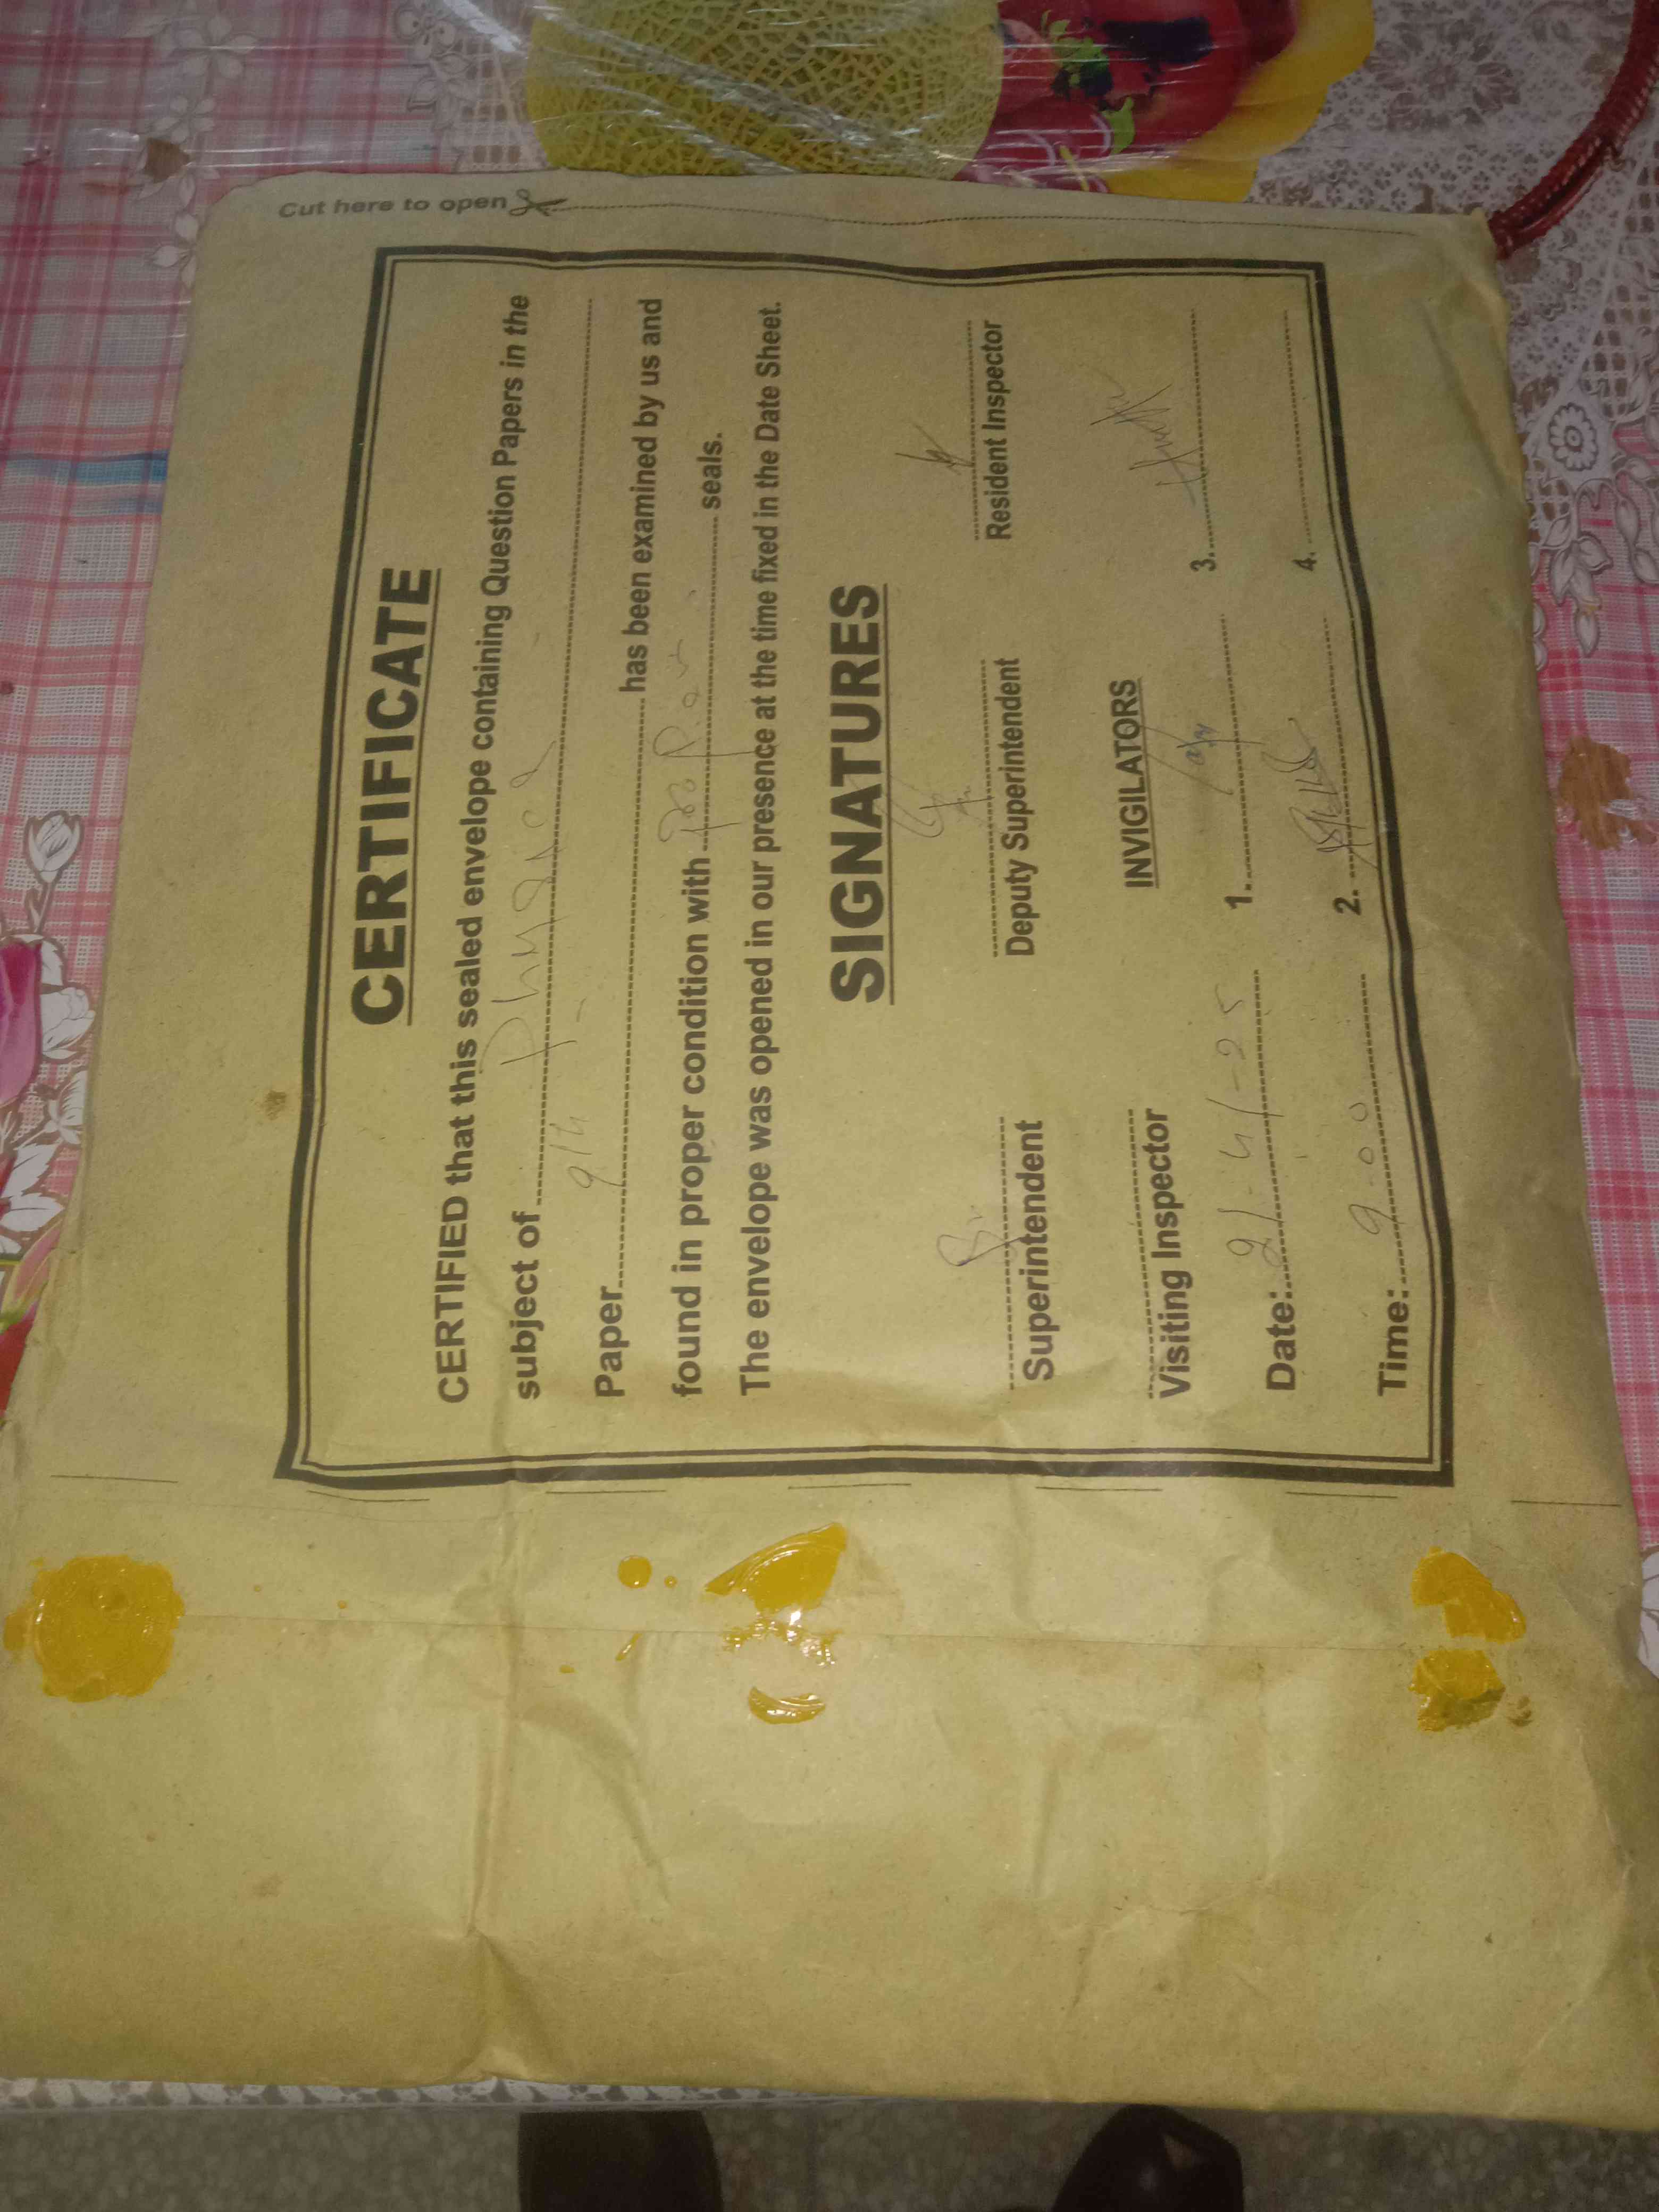 Cut here to open
CERTIFICATE
CERTIFIED that this sealed envelope containing Question Papers in the
subject of Physics
Paper 9th has been examined by us and
found in proper condition with seals.
The envelope was opened in our presence at the time fixed in the Date Sheet.
SIGNATURES
Superintendent Deputy Superintendent Resident Inspector
Visiting Inspector INVIGILATORS
Date: 21-4-25 1. 3.
Time: 9.00 2. 4.